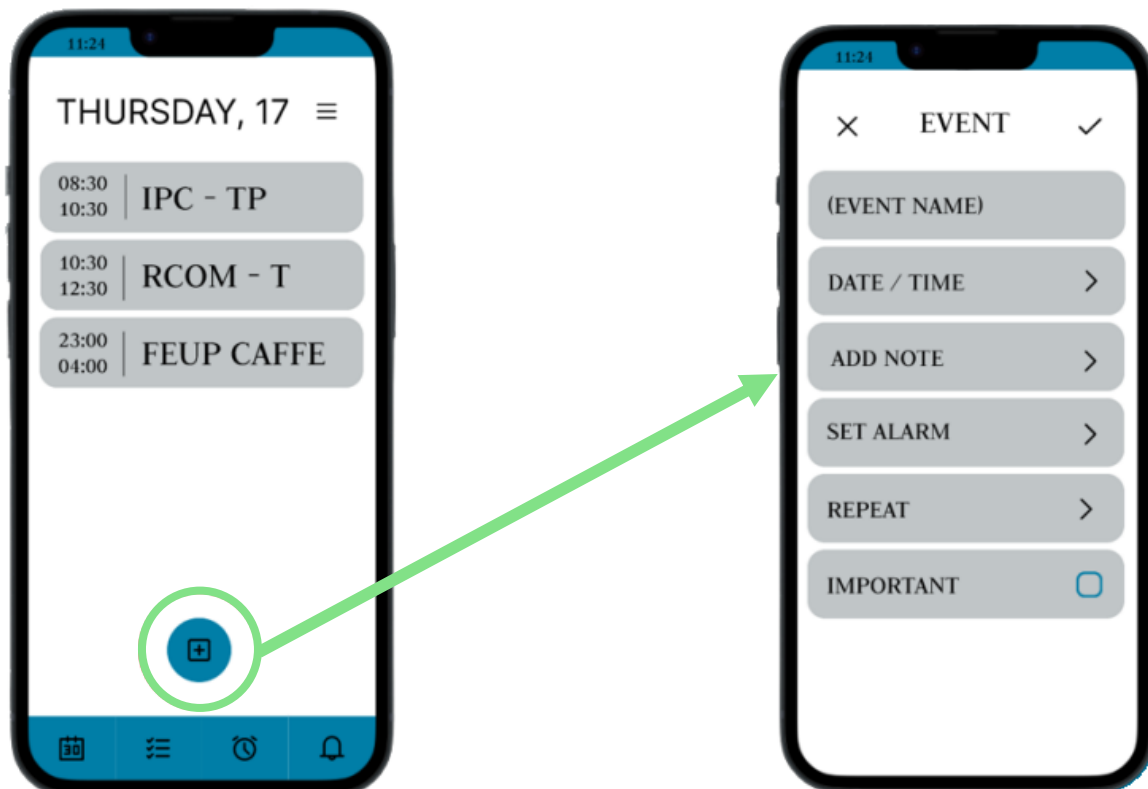 11:24
THURSDAY, 17
08:30
10:30
IPC - TP
10:30
12:30
RCOM - T
23:00
04:00
FEUP CAFFE
30
11:24
EVENT
(EVENT NAME)
DATE / TIME
ADD NOTE
SET ALARM
REPEAT
IMPORTANT